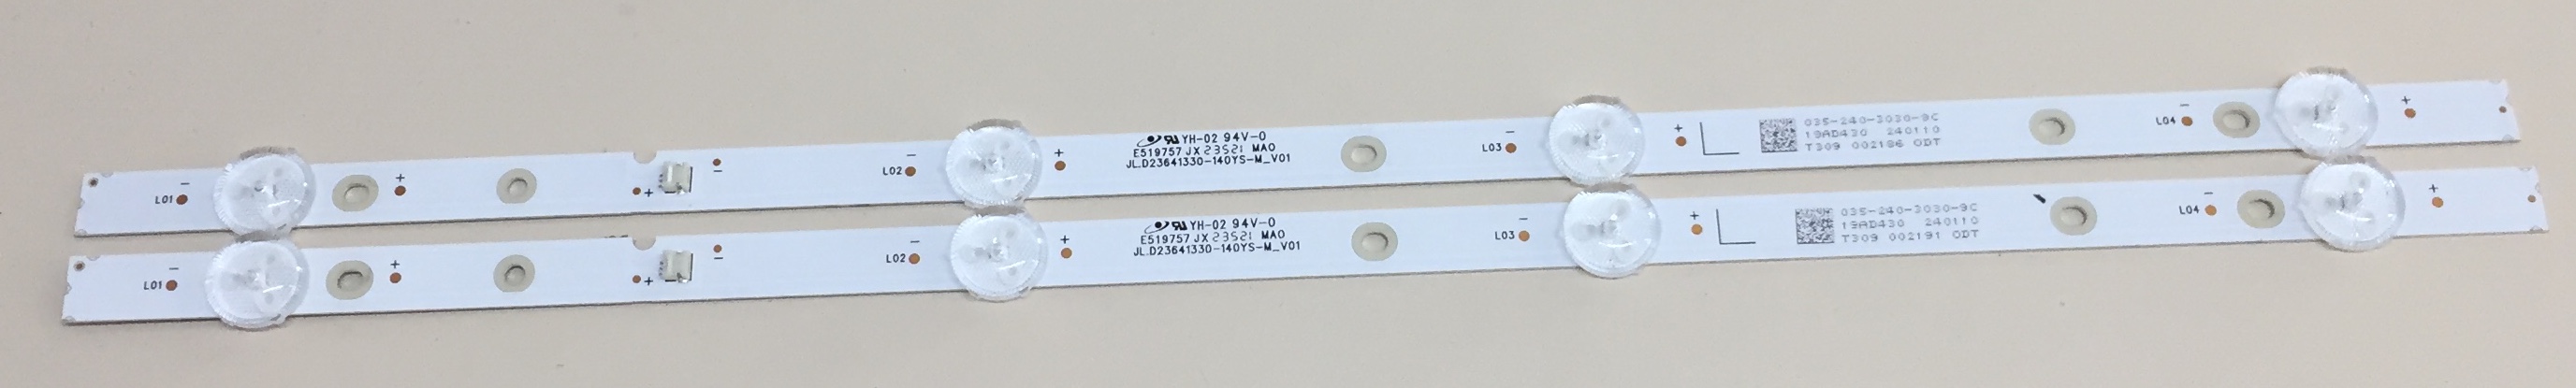 L01 - + + - L02 - +
YH-02 94V-0
E519757 JX 23521 MAO
JL.D23641330-140YS-M_V01
L03 - +
035-240-3030-9C
19AD430 240110
T309 002186 ODT
L04 - +
L01 - + + - L02 - +
YH-02 94V-0
E519757 JX 23521 MAO
JL.D23641330-140YS-M_V01
L03 - +
035-240-3030-9C
19AD430 240110
T309 002191 ODT
L04 - +